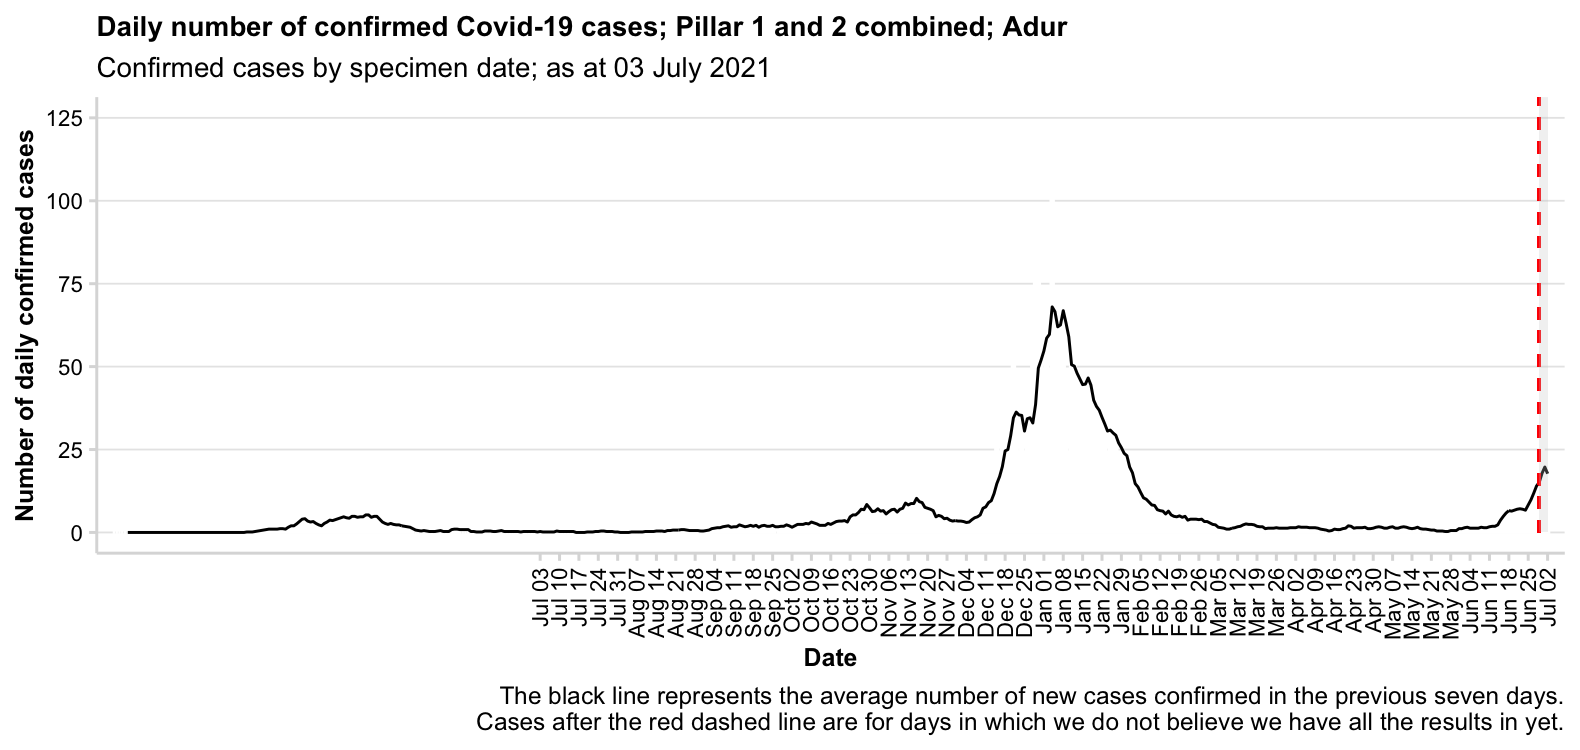 Daily number of confirmed Covid-19 cases; Pillar 1 and 2 combined; Adur
Confirmed cases by specimen date; as at 03 July 2021
Number of daily confirmed cases
125
100
75
50
25
0
Jul 03
Jul 10
Jul 17
Jul 24
Jul 31
Aug 07
Aug 14
Aug 21
Aug 28
Sep 04
Sep 11
Sep 18
Sep 25
Oct 02
Oct 09
Oct 16
Oct 23
Oct 30
Nov 06
Nov 13
Nov 20
Nov 27
Dec 04
Dec 11
Dec 18
Dec 25
Jan 01
Jan 08
Jan 15
Jan 22
Jan 29
Feb 05
Feb 12
Feb 19
Feb 26
Mar 05
Mar 12
Mar 19
Mar 26
Apr 02
Apr 09
Apr 16
Apr 23
Apr 30
May 07
May 14
May 21
May 28
Jun 04
Jun 11
Jun 18
Jun 25
Jul 02
Date
The black line represents the average number of new cases confirmed in the previous seven days.
Cases after the red dashed line are for days in which we do not believe we have all the results in yet.